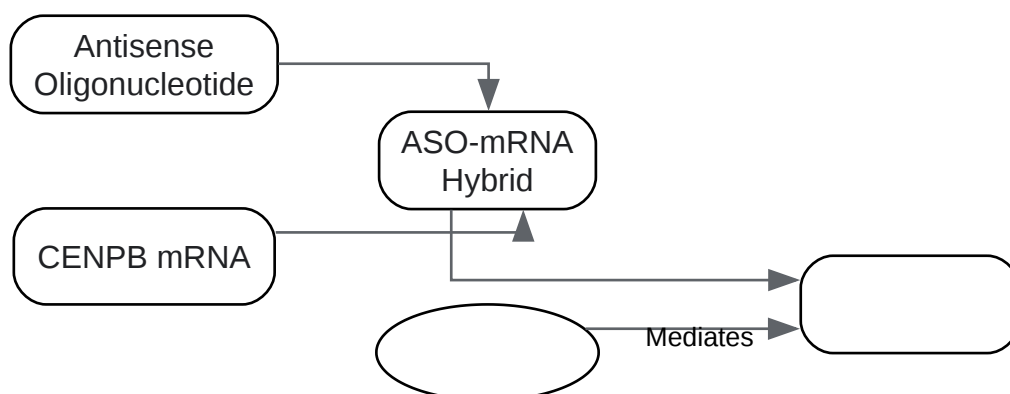 Antisense
Oligonucleotide
ASO-mRNA
Hybrid
CENPB mRNA
Mediates